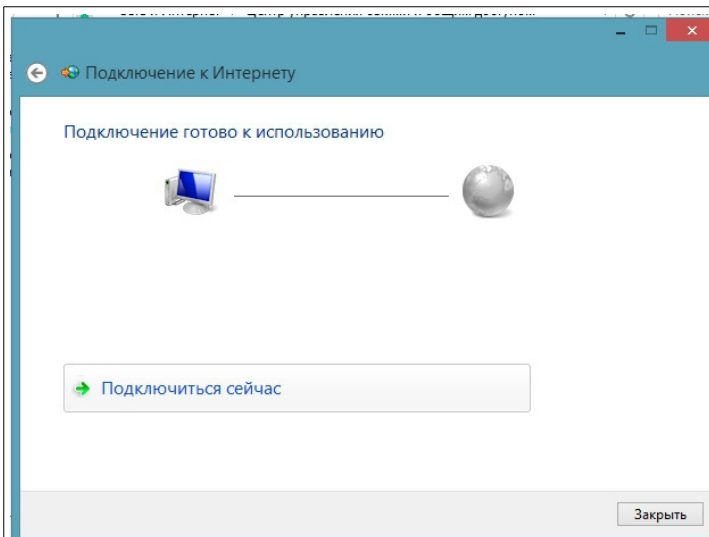 Подключение к Интернету
Подключение готово к использованию
Подключиться сейчас
Закрыть